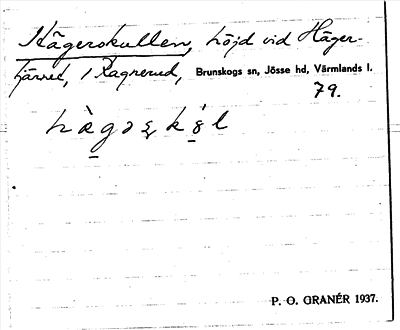 Hägerskullen, höjd vid Häger-
tjärnet, i Ragnerud, Brunskogs sn, Jösse hd, Värmlands l.
79.
P. O. GRANÉR 1937.